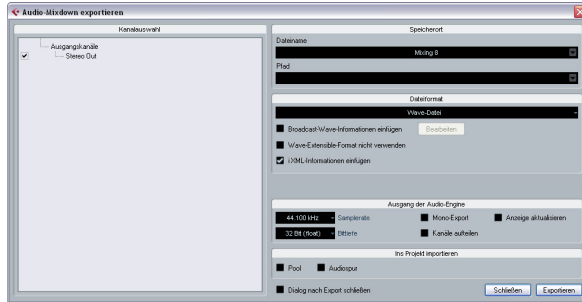 Audio-Mixdown exportieren
Kanalauswahl
Ausgangskanäle
Stereo Out
Speicherort
Dateiname
Mixing 8
Pfad
Dateiformat
Wave-Datei
Broadcast-Wave-Informationen einfügen
Bearbeiten
Wave-Extensible-Format nicht verwenden
iXML-Informationen einfügen
Ausgang der Audio-Engine
44.100 kHz Samplerate Mono-Export Anzeige aktualisieren
32 Bit (float) Bittiefe Kanäle aufteilen
Ins Projekt importieren
Pool Audiospur
Dialog nach Export schließen Schließen Exportieren